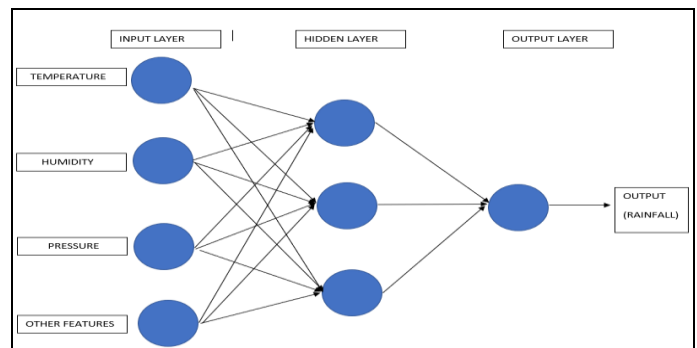 INPUT LAYER
HIDDEN LAYER
OUTPUT LAYER
TEMPERATURE
HUMIDITY
PRESSURE
OTHER FEATURES
OUTPUT
(RAINFALL)